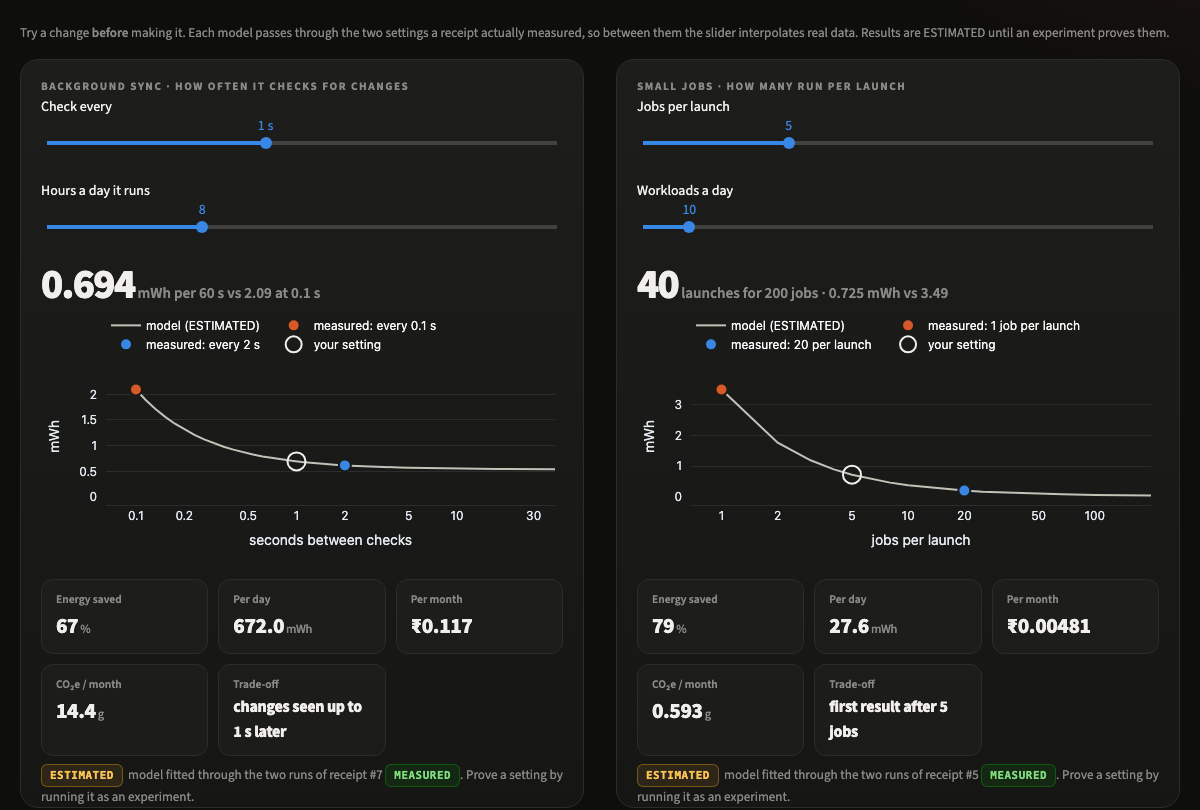 Try a change before making it. Each model passes through the two settings a receipt actually measured, so between them the slider interpolates real data. Results are ESTIMATED until an experiment proves them.
BACKGROUND SYNC · HOW OFTEN IT CHECKS FOR CHANGES
Check every
1 s
Hours a day it runs
8
0.694 mWh per 60 s vs 2.09 at 0.1 s
model (ESTIMATED) measured: every 0.1 s
measured: every 2 s your setting
2
1.5
1
0.5
0
mWh
0.1 0.2 0.5 1 2 5 10 30
seconds between checks
Energy saved
67 %
Per day
672.0 mWh
Per month
₹0.117
CO₂e / month
14.4 g
Trade-off
changes seen up to
1 s later
ESTIMATED model fitted through the two runs of receipt #7 MEASURED. Prove a setting by
running it as an experiment.
SMALL JOBS · HOW MANY RUN PER LAUNCH
Jobs per launch
5
Workloads a day
10
40 launches for 200 jobs · 0.725 mWh vs 3.49
model (ESTIMATED) measured: 1 job per launch
measured: 20 per launch your setting
3
2
1
0
mWh
1 2 5 10 20 50 100
jobs per launch
Energy saved
79 %
Per day
27.6 mWh
Per month
₹0.00481
CO₂e / month
0.593 g
Trade-off
first result after 5
jobs
ESTIMATED model fitted through the two runs of receipt #5 MEASURED. Prove a setting by
running it as an experiment.